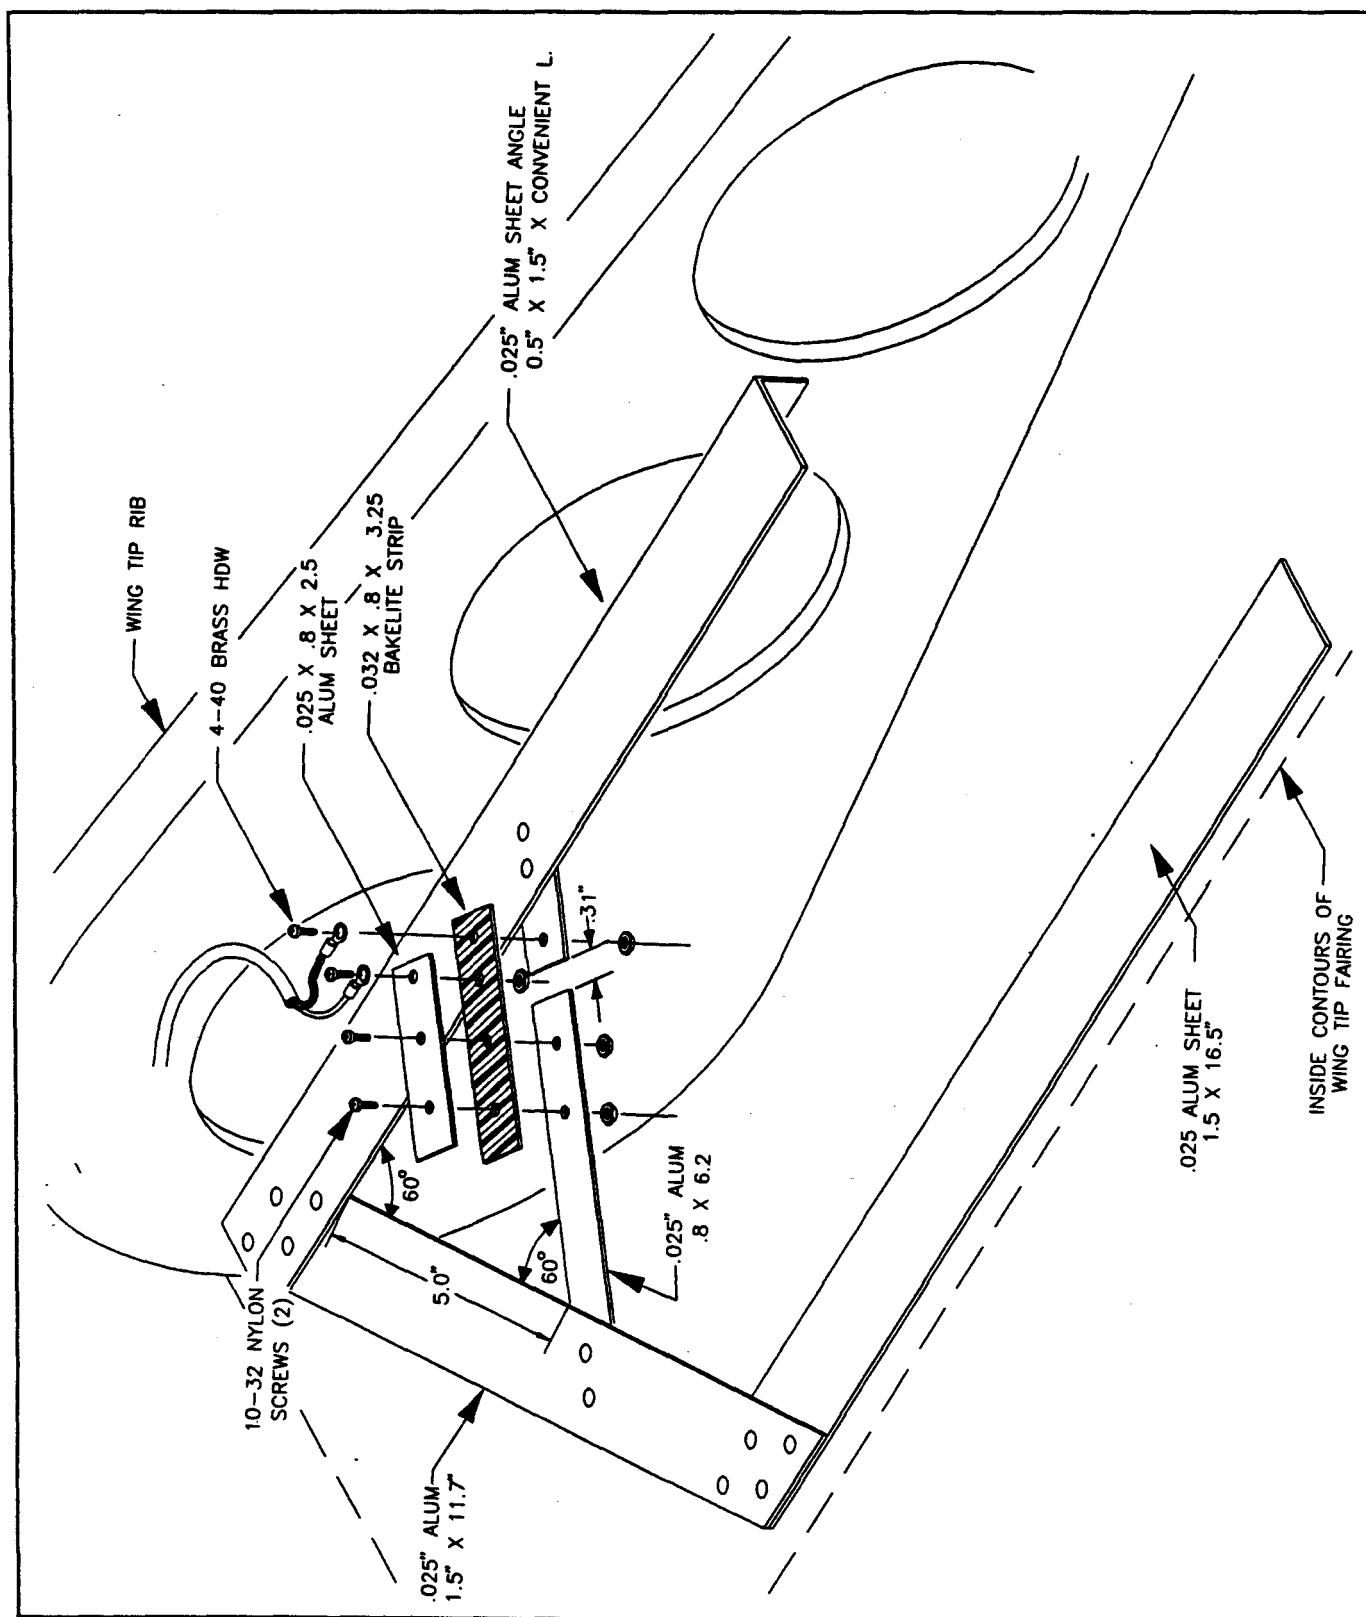 WING TIP RIB
4-40 BRASS HDW
.025 X .8 X 2.5
ALUM SHEET
.032 X .8 X 3.25
BAKELITE STRIP
.025" ALUM SHEET ANGLE
0.5" X 1.5" X CONVENIENT L.
10-32 NYLON
SCREWS (2)
60°
5.0"
60°
.31"
.025" ALUM
1.5" X 11.7"
.025" ALUM
.8 X 6.2
.025 ALUM SHEET
1.5 X 16.5"
INSIDE CONTOURS OF
WING TIP FAIRING